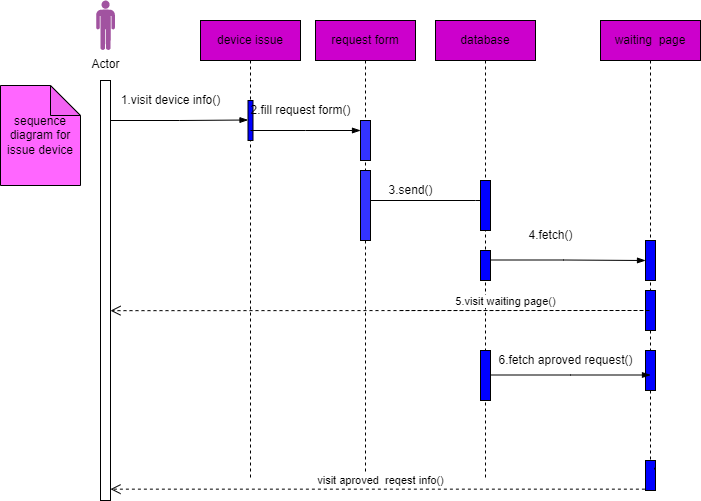 device issue
request form
database
waiting page
Actor
sequence
diagram for
issue device
1.visit device info()
2.fill request form()
3.send()
4.fetch()
5.visit waiting page()
6.fetch aproved request()
visit aproved reqest info()